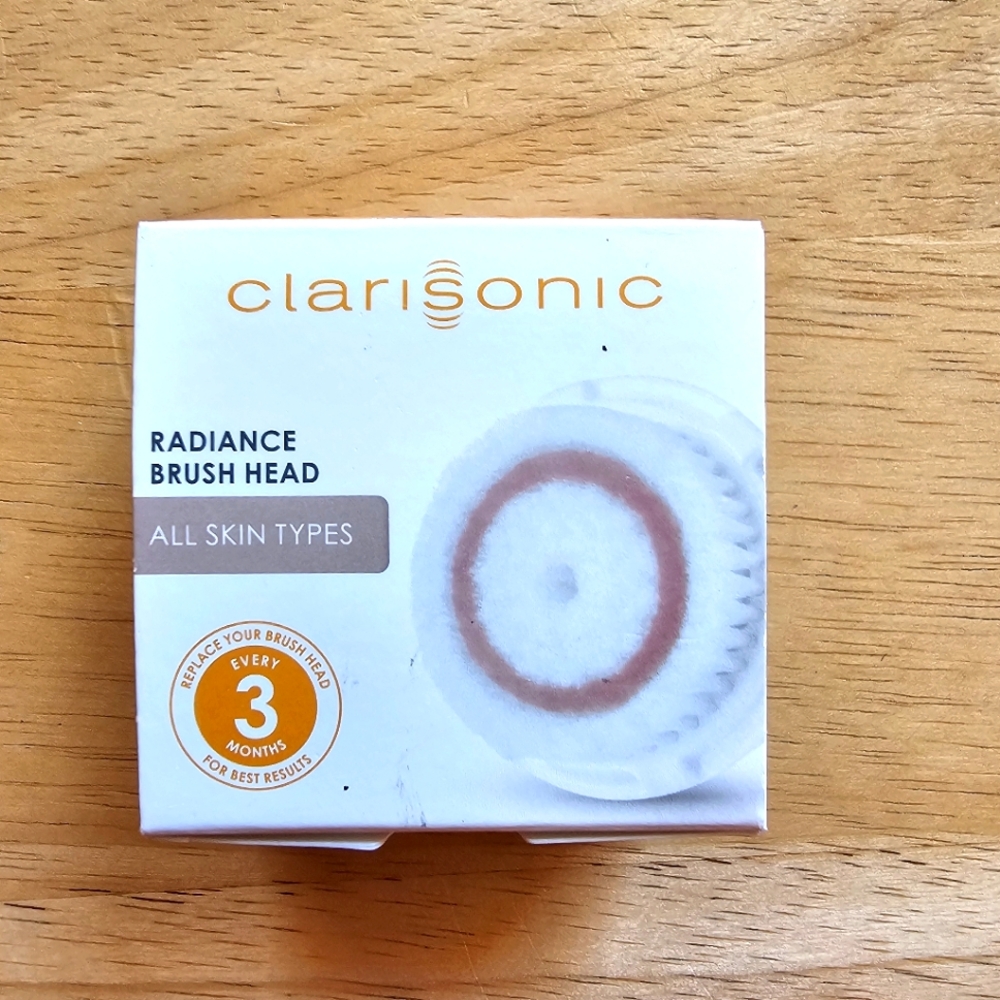 clarisonic
RADIANCE
BRUSH HEAD
ALL SKIN TYPES
REPLACE YOUR BRUSH HEAD
EVERY
3
MONTHS
FOR BEST RESULTS